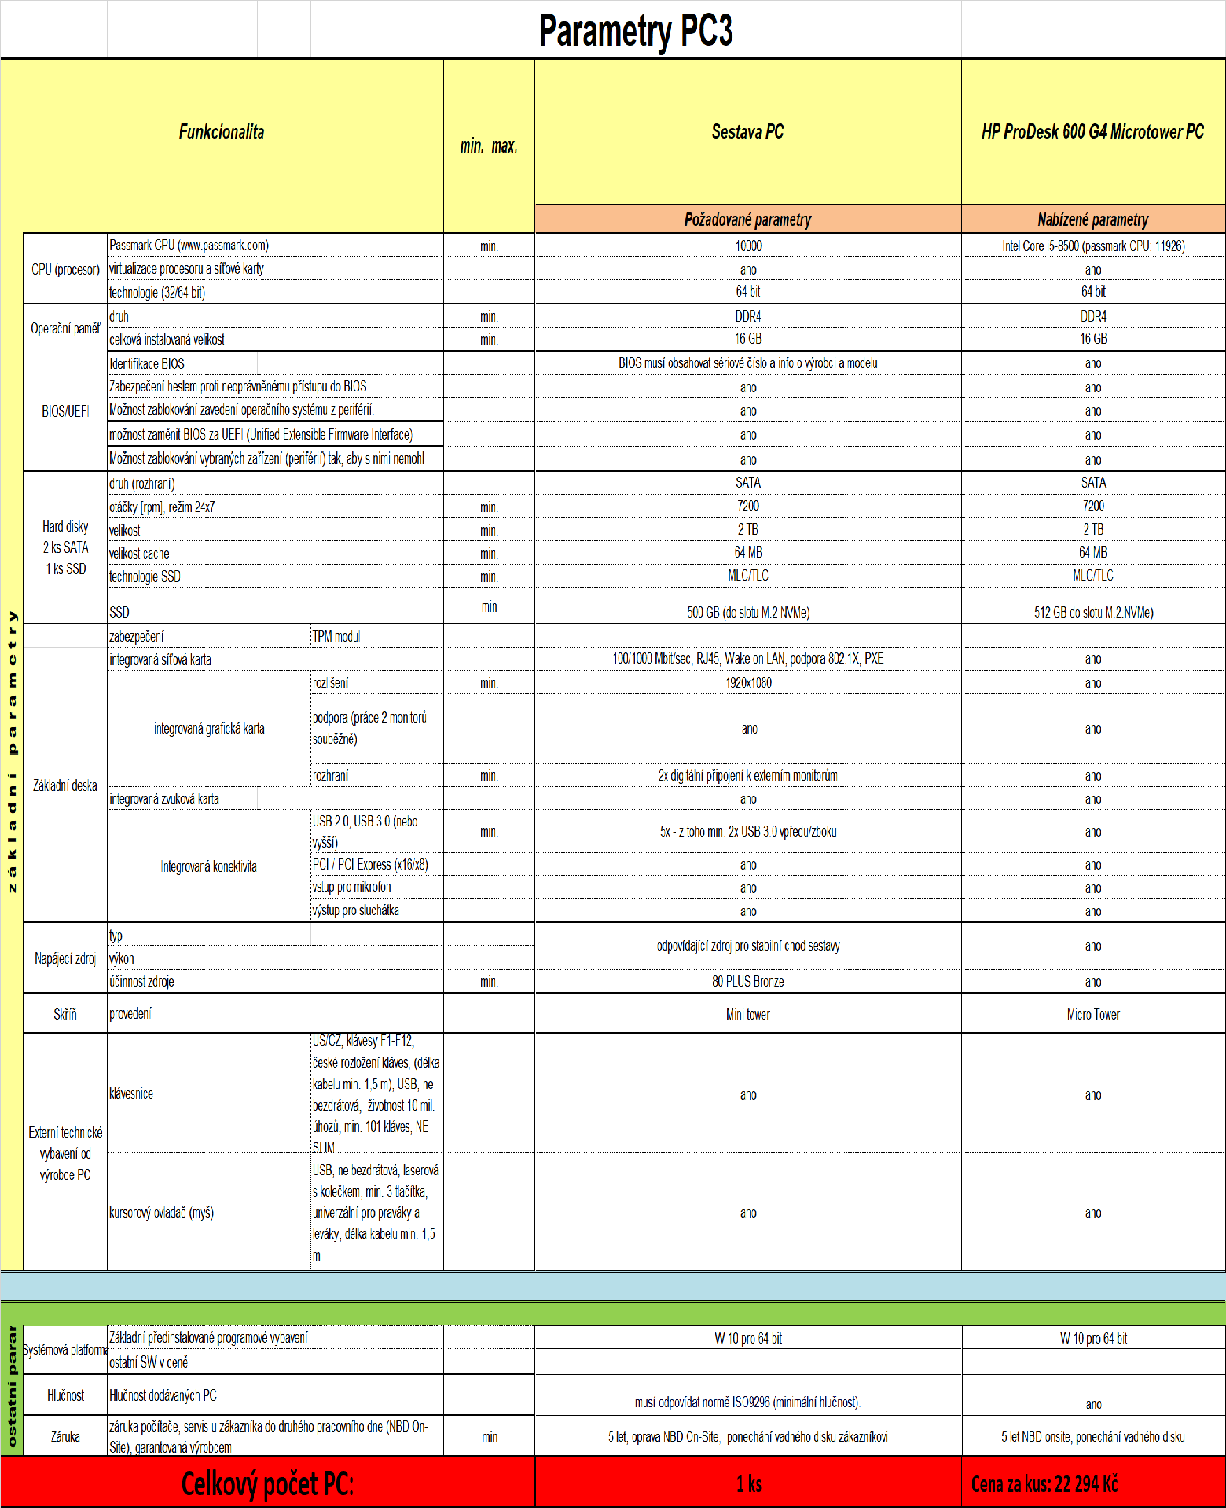 Parametry PC3
Funkcionalita
min. max.
Sestava PC
HP ProDesk 600 G4 Microtower PC
Požadované parametry
Nabízené parametry
základní parametry
CPU (procesor)
Passmark CPU (www.passmark.com)
min.
10000
Intel Core i5-8500 (passmark CPU: 11926)
virtualizace procesoru a síťové karty
ano
ano
technologie (32/64 bit)
64 bit
64 bit
Operační paměť
druh
min.
DDR4
DDR4
celková instalovaná velikost
min.
16 GB
16 GB
BIOS/UEFI
Identifikace BIOS
BIOS musí obsahovat sériové číslo a info o výrobci a modelu
ano
Zabezpečení heslem proti neoprávněnému přístupu do BIOS
ano
ano
Možnost zablokování zavedení operačního systému z periférií.
ano
ano
možnost zaměnit BIOS za UEFI (Unified Extensible Firmware Interface)
ano
ano
Možnost zablokování vybraných zařízení (periférií) tak, aby s nimi nemohl
ano
ano
Hard disky
2 ks SATA
1 ks SSD
druh (rozhraní)
SATA
SATA
otáčky [rpm], režim 24x7
min.
7200
7200
velikost
min.
2 TB
2 TB
velikost cache
min.
64 MB
64 MB
technologie SSD
min.
MLC/TLC
MLC/TLC
SSD
min
500 GB (do slotu M.2 NVMe)
512 GB do slotu M.2.NVMe)
zabezpečení
TPM modul
Základní deska
integrovaná síťová karta
100/1000 Mbit/sec, RJ45, Wake on LAN, podpora 802.1X, PXE
ano
integrovaná grafická karta
rozlišení
min.
1920x1080
ano
podpora (práce 2 monitorů
souběžně)
ano
ano
rozhraní
min.
2x digitální připojení k externím monitorům
ano
integrovaná zvuková karta
ano
ano
Integrovaná konektivita
USB 2.0, USB 3.0 (nebo
vyšší)
min.
5x - z toho min. 2x USB 3.0 vpředu/zboku
ano
PCI / PCI Express (x16/x8)
ano
ano
vstup pro mikrofon
ano
ano
výstup pro sluchátka
ano
ano
Napájecí zdroj
typ
výkon
odpovídající zdroj pro stabilní chod sestavy
ano
účinnost zdroje
min.
80 PLUS Bronze
ano
Skříň
provedení
Mini tower
Micro Tower
Externí technické
vybavení od
výrobce PC
klávesnice
US/CZ, klávesy F1-F12,
české rozložení kláves, (délka
kabelu min. 1,5 m), USB, ne
bezdrátová, životnost 10 mil.
úhozů, min. 101 kláves, NE
SLIM
ano
ano
kursorový ovladač (myš)
USB, ne bezdrátová, laserová
s kolečkem, min. 3 tlačítka,
univerzální pro praváky a
leváky, délka kabelu min. 1,5
m
ano
ano
ostatní parar
Systémová platforma
Základní předinstalované programové vybavení
W 10 pro 64 bit
W 10 pro 64 bit
ostatní SW v ceně
Hlučnost
Hlučnost dodávaných PC
musí odpovídat normě ISO9296 (minimální hlučnost).
ano
Záruka
záruka počítače, servis u zákazníka do druhého pracovního dne (NBD On-
Site), garantovaná výrobcem
min
5 let, oprava NBD On-Site, ponechání vadného disku zákazníkovi
5 let NBD onsite, ponechání vadného disku
Celkový počet PC:
1 ks
Cena za kus: 22 294 Kč